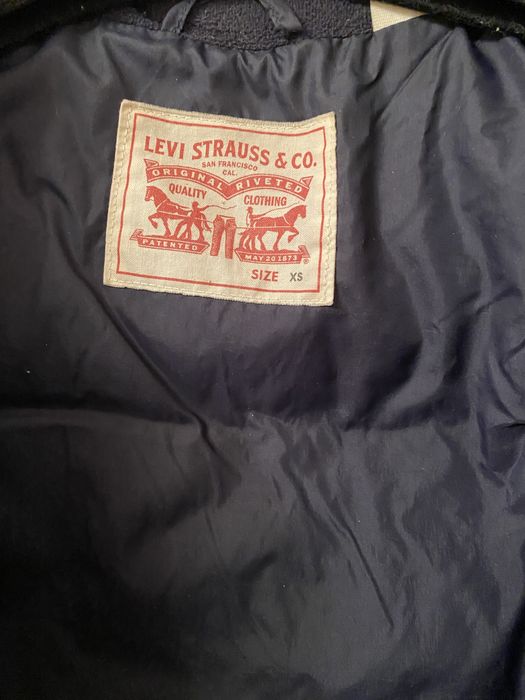 LEVI STRAUSS & CO.
SAN FRANCISCO
CAL.
ORIGINAL RIVETED
QUALITY CLOTHING
PATENTED MAY 20 1873
®
SIZE XS